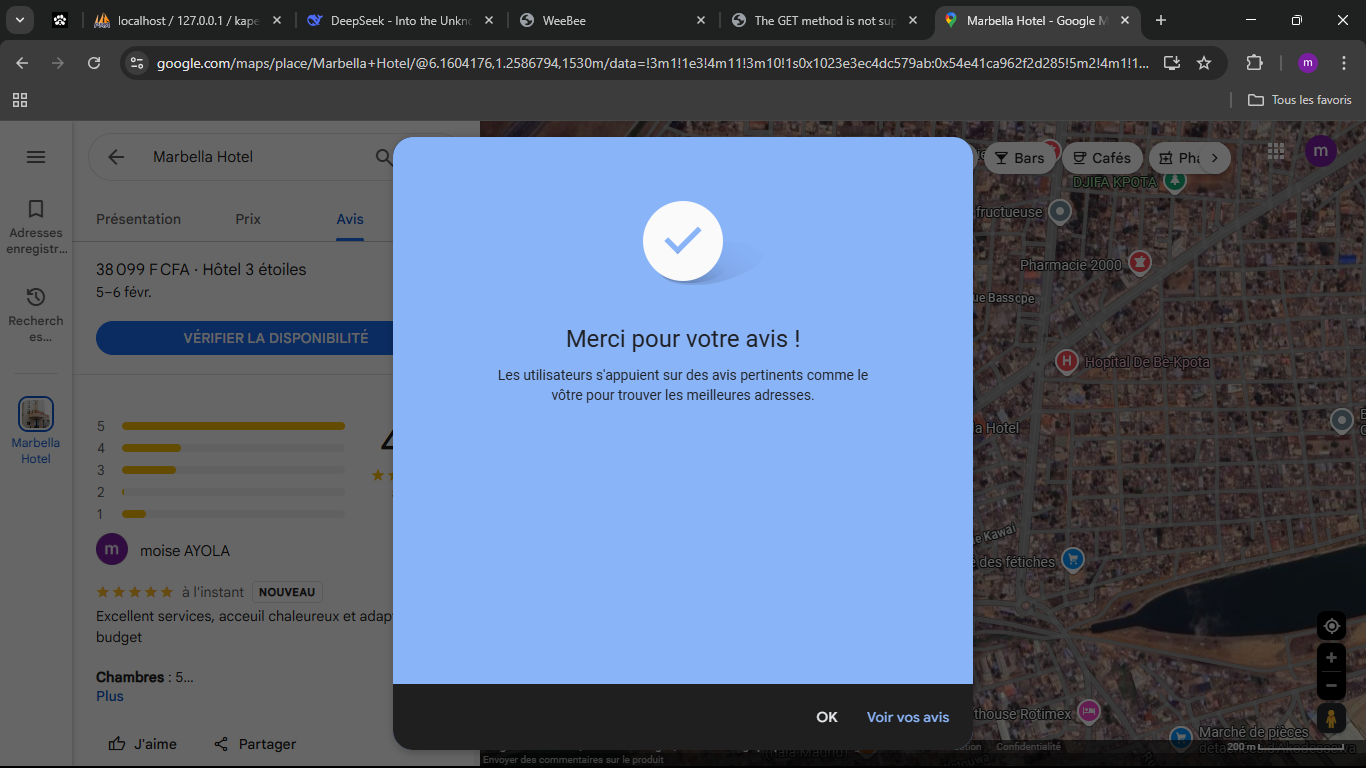 localhost / 127.0.0.1 / kape
DeepSeek - Into the Unkn
WeeBee
The GET method is not sup
Marbella Hotel - Google M
google.com/maps/place/Marbella+Hotel/@6.1604176,1.2586794,1530m/data=!3m1!1e3!4m11!3m10!1s0x1023e3ec4dc579ab:0x54e41ca962f2d285!5m2!4m1!1...
m
Tous les favoris
Adresses
enregistr...
Recherch
es...
Marbella
Hotel
Marbella Hotel
Présentation
Prix
Avis
38 099 F CFA · Hôtel 3 étoiles
5–6 févr.
VÉRIFIER LA DISPONIBILITÉ
5
4
3
2
1
m
moise AYOLA
à l'instant
NOUVEAU
Excellent services, acceuil chaleureux et adap
budget
Chambres : 5...
Plus
J'aime
Partager
Merci pour votre avis !
Les utilisateurs s'appuient sur des avis pertinents comme le
vôtre pour trouver les meilleures adresses.
OK
Voir vos avis
Bars
Cafés
Pha
m
DJIFA KPOTA
fructueuse
Pharmacie 2000
ue Basscpe
H
Hopital De Bè-Kpota
la Hotel
e Kawai
des fétiches
thouse Rotimex
Marché de pièces
Confidentialité
200 m
Envoyer des commentaires sur le produit